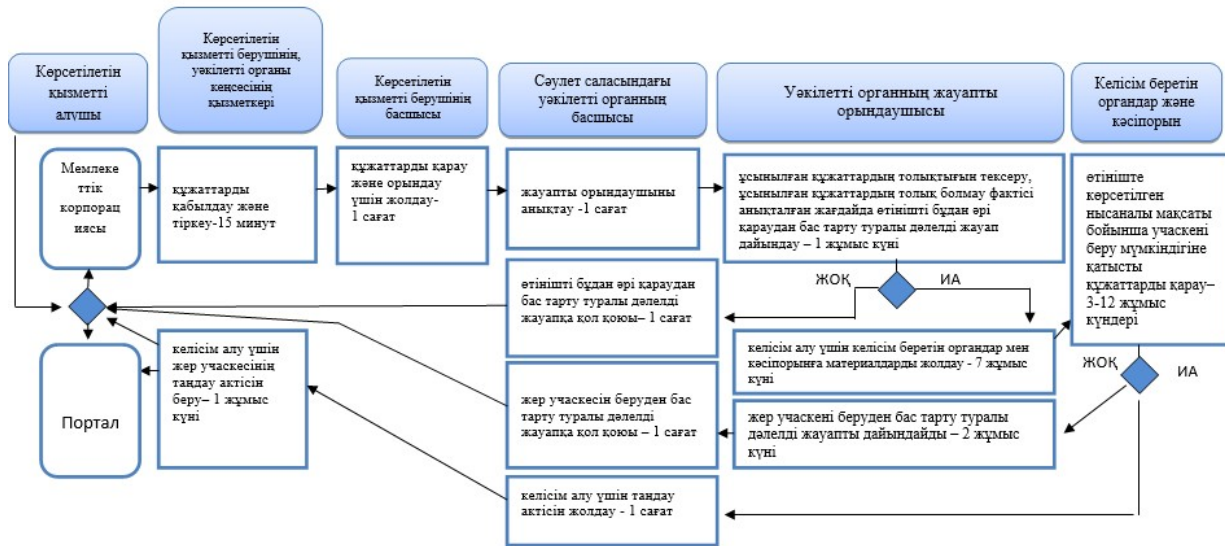 Көрсетілетін
қызметті
алушы
Көрсетілетін
қызметті берушінің,
уәкілетті органы
кеңсесінің
қызметкері
Көрсетілетін
қызметті берушінің
басшысы
Сәулет саласындағы
уәкілетті органның
басшысы
Уәкілетті органның жауапты
орындаушысы
Келісім беретін
органдар және
кәсіпорын
Мемлеке
ттік
корпорац
иясы
құжаттарды
қабылдау және
тіркеу-15 минут
құжаттарды қарау
және орындау
үшін жолдау-
1 сағат
жауапты орындаушыны
анықтау -1 сағат
ұсынылған құжаттардың толықтығын тексеру,
ұсынылған құжаттардың толық болмау фактісі
анықталған жағдайда өтінішті бұдан әрі
қараудан бас тарту туралы дәлелді жауап
дайындау – 1 жұмыс күні
өтініште
көрсетілген
нысаналы мақсаты
бойынша учаскені
беру мүмкіндігіне
қатысты
құжаттарды қарау–
3-12 жұмыс
күндері
ЖОҚ
ИА
өтінішті бұдан әрі қараудан
бас тарту туралы дәлелді
жауапқа қол қоюы– 1 сағат
келісім алу үшін келісім беретін органдар мен
кәсіпорынға материалдарды жолдау - 7 жұмыс
күні
ЖОҚ
ИА
Портал
келісім алу үшін
жер учаскесінің
таңдау актісін
беру– 1 жұмыс
күні
жер учаскесін беруден бас
тарту туралы дәлелді
жауапқа қол қоюы – 1 сағат
жер учаскені беруден бас тарту туралы
дәлелді жауапты дайындайды – 2 жұмыс
күні
келісім алу үшін таңдау
актісін жолдау - 1 сағат